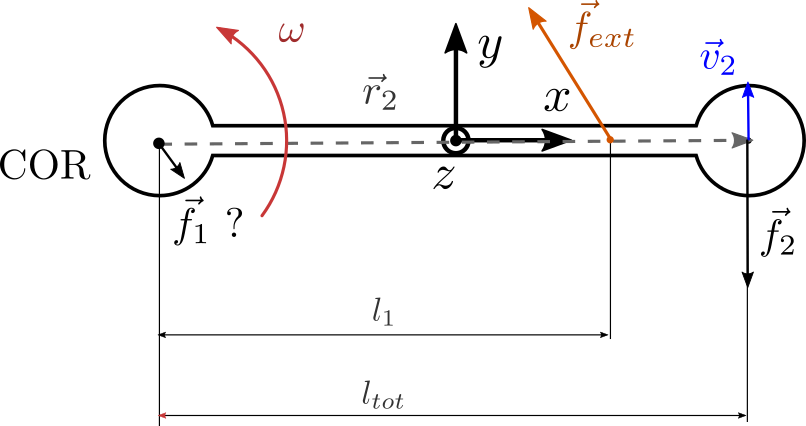 ω
f⃗ext
y
v⃗2
r⃗2
x
COR
z
f⃗1 ?
f⃗2
l1
ltot